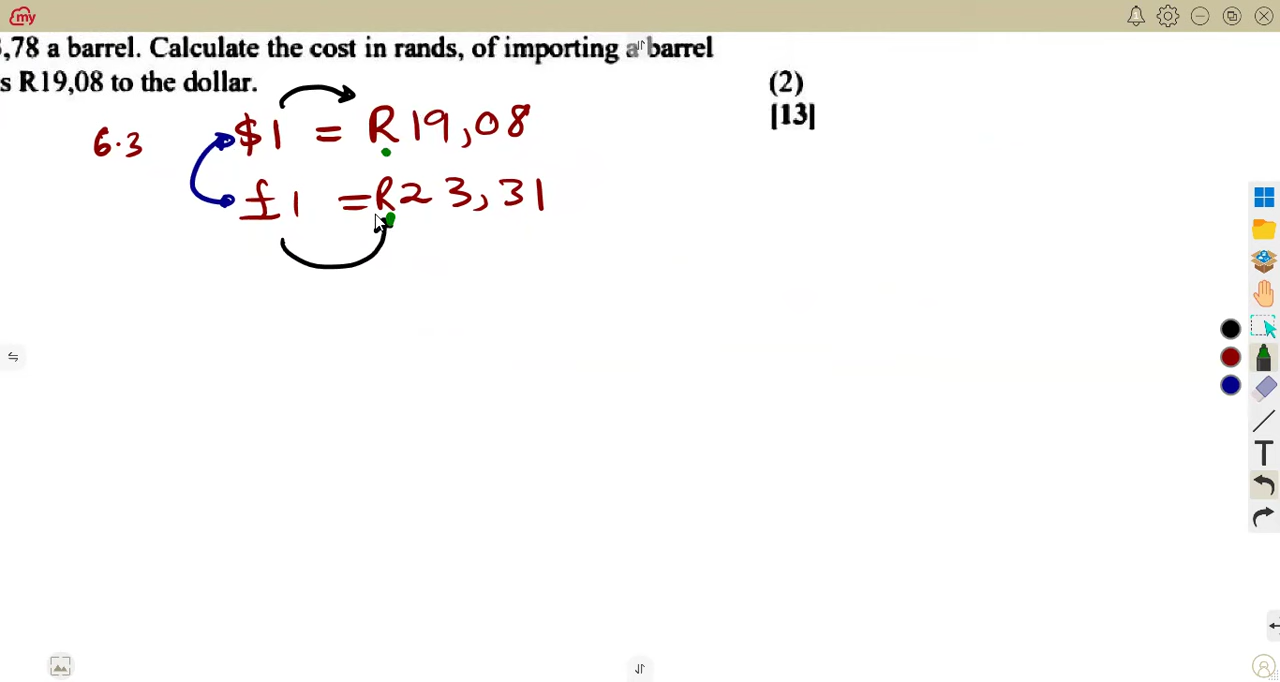 my
,78 a barrel. Calculate the cost in rands, of importing a barrel
s R19,08 to the dollar.
(2)
[13]
6.3
$1 = R19,08
£1 = R23,31
T